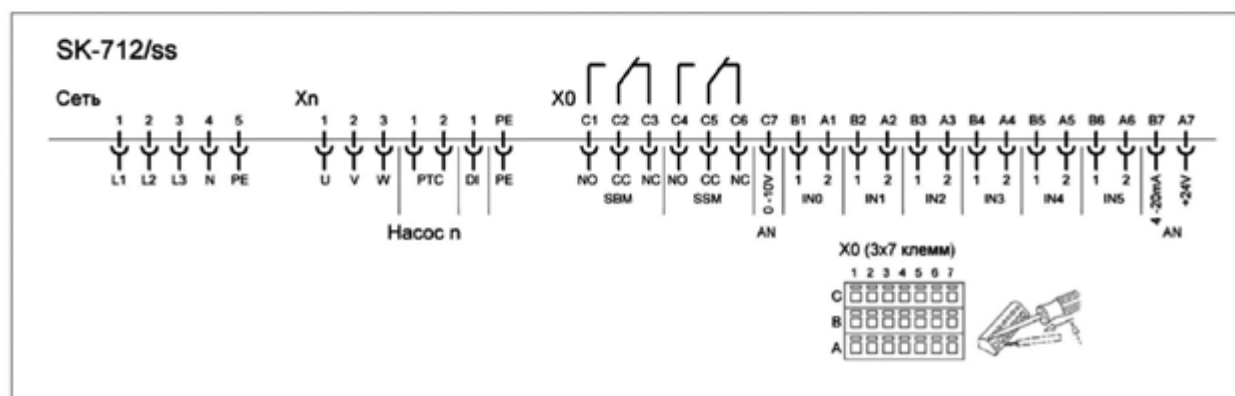 SK-712/ss
Сеть Xn X0
1 2 3 4 5 1 2 3 1 2 1 PE C1 C2 C3 C4 C5 C6 C7 B1 A1 B2 A2 B3 A3 B4 A4 B5 A5 B6 A6 B7 A7
L1 L2 L3 N PE U V W PTC DI PE NO CC NC NO CC NC 0 -10V 1 2 1 2 1 2 1 2 1 2 1 2 4 -20mA +24V
SBM SSM IN0 IN1 IN2 IN3 IN4 IN5
Насос n AN AN
X0 (3x7 клемм)
1 2 3 4 5 6 7
C
B
A